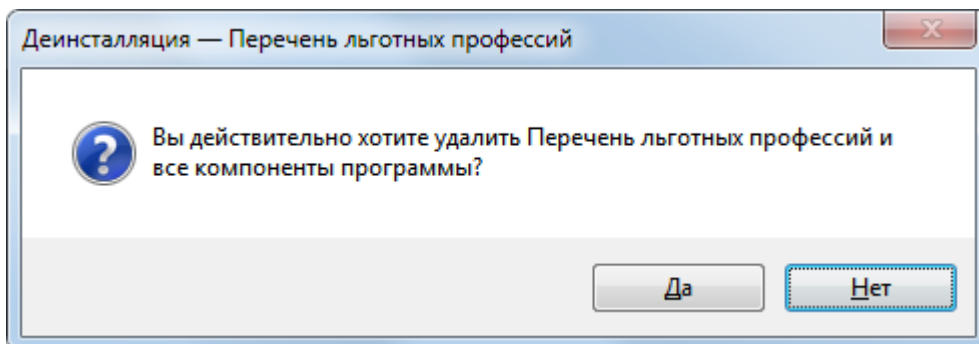 Деинсталляция — Перечень льготных профессий
Вы действительно хотите удалить Перечень льготных профессий и
все компоненты программы?
Да
Нет